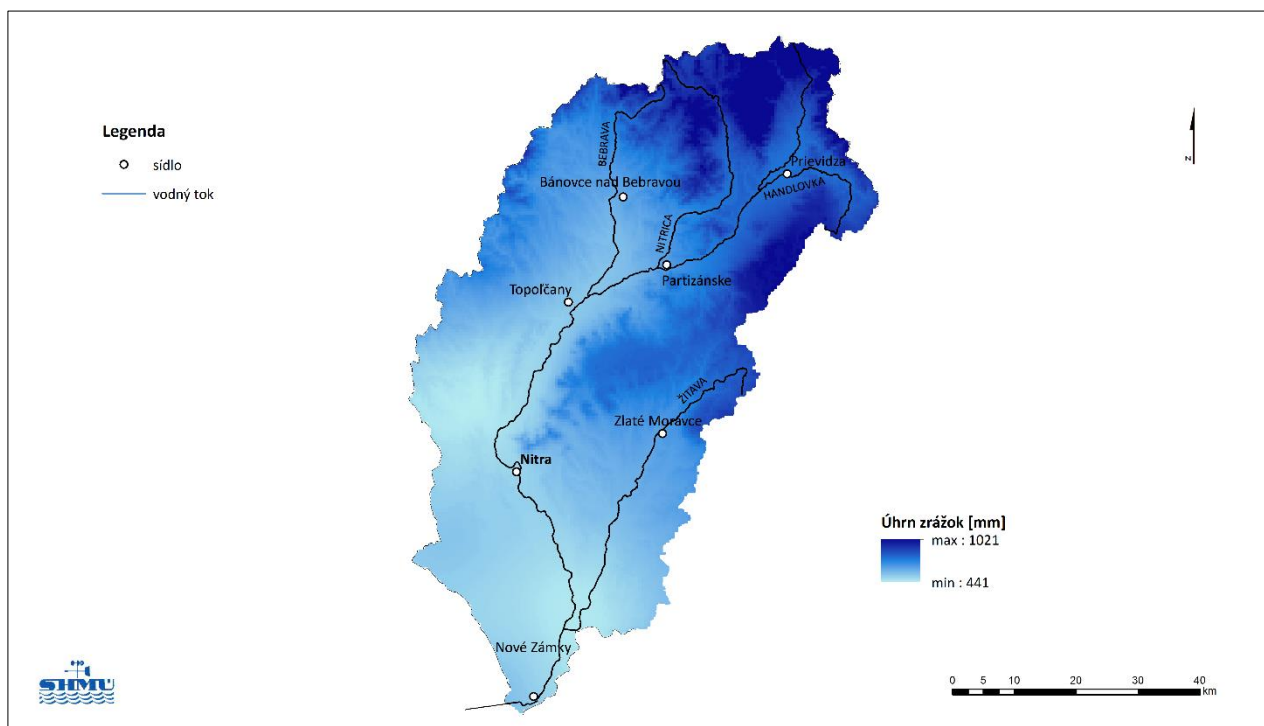 Legenda
sídlo
vodný tok
BEBRAVA
Bánovce nad Bebravou
Prievidza
HANDLOVKA
NITRICA
Partizánske
Topoľčany
ŽITAVA
Zlaté Moravce
Nitra
Nové Zámky
N
Úhrn zrážok [mm]
max : 1021
min : 441
SHMÚ
0 5 10 20 30 40
km